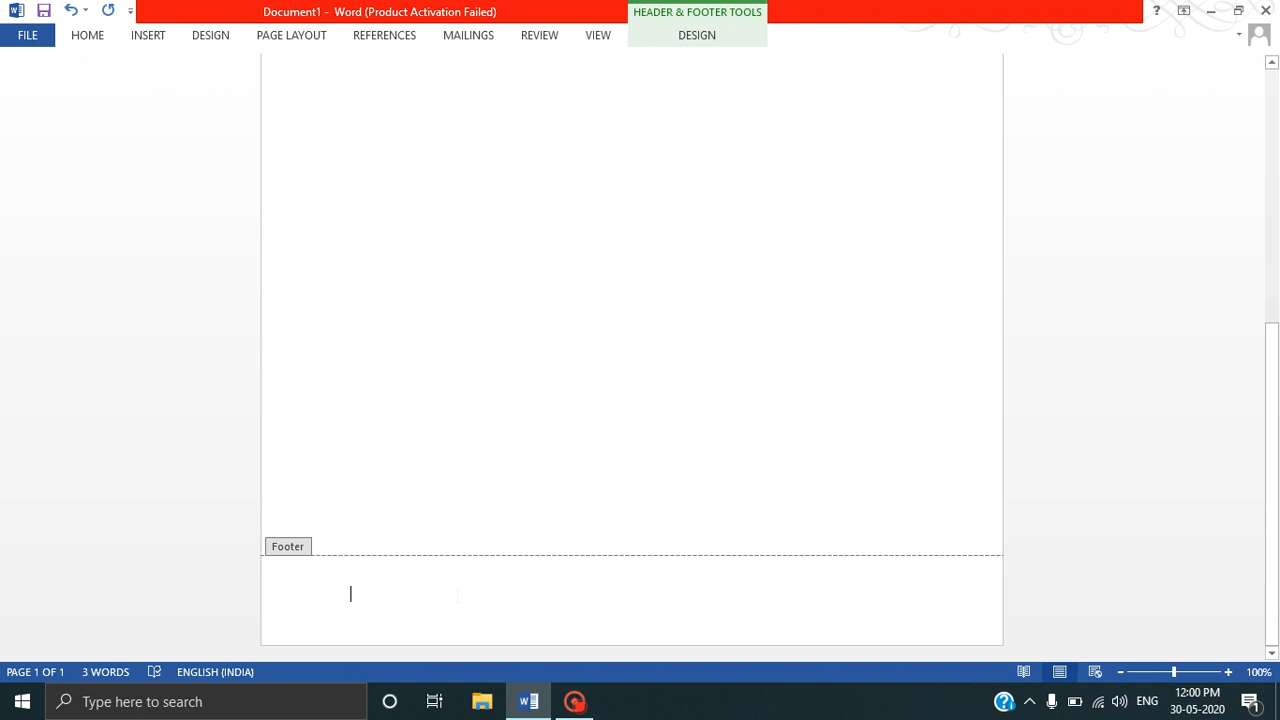 Document1 - Word (Product Activation Failed)
HEADER & FOOTER TOOLS
?
FILE HOME INSERT DESIGN PAGE LAYOUT REFERENCES MAILINGS REVIEW VIEW DESIGN
Footer
PAGE 1 OF 1 3 WORDS ENGLISH (INDIA) 100%
Type here to search
ENG
12:00 PM
30-05-2020
1